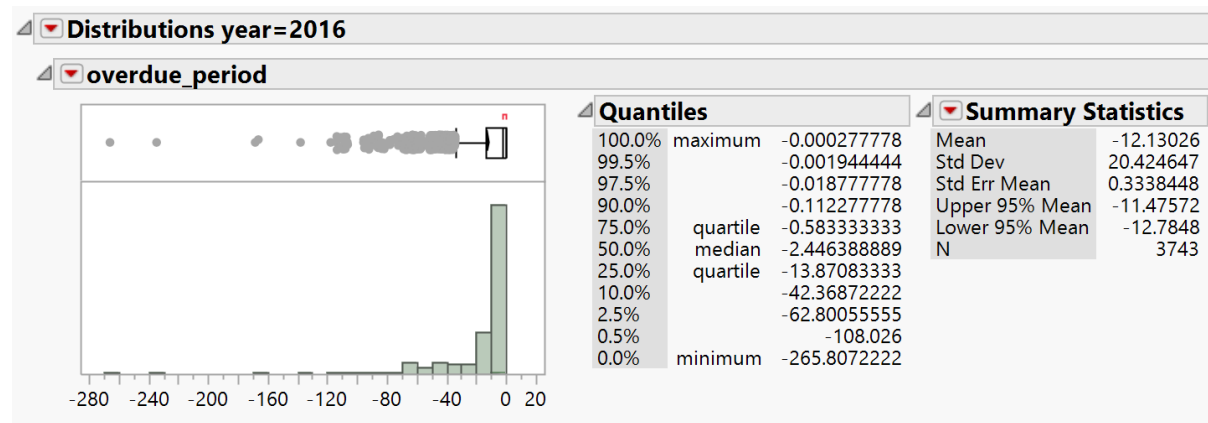 Distributions year=2016
overdue_period
-280 -240 -200 -160 -120 -80 -40 0 20
Quantiles
100.0% maximum -0.000277778
99.5% -0.001944444
97.5% -0.018777778
90.0% -0.112277778
75.0% quartile -0.583333333
50.0% median -2.446388889
25.0% quartile -13.87083333
10.0% -42.36872222
2.5% -62.80055555
0.5% -108.026
0.0% minimum -265.8072222
Summary Statistics
Mean -12.13026
Std Dev 20.424647
Std Err Mean 0.3338448
Upper 95% Mean -11.47572
Lower 95% Mean -12.7848
N 3743